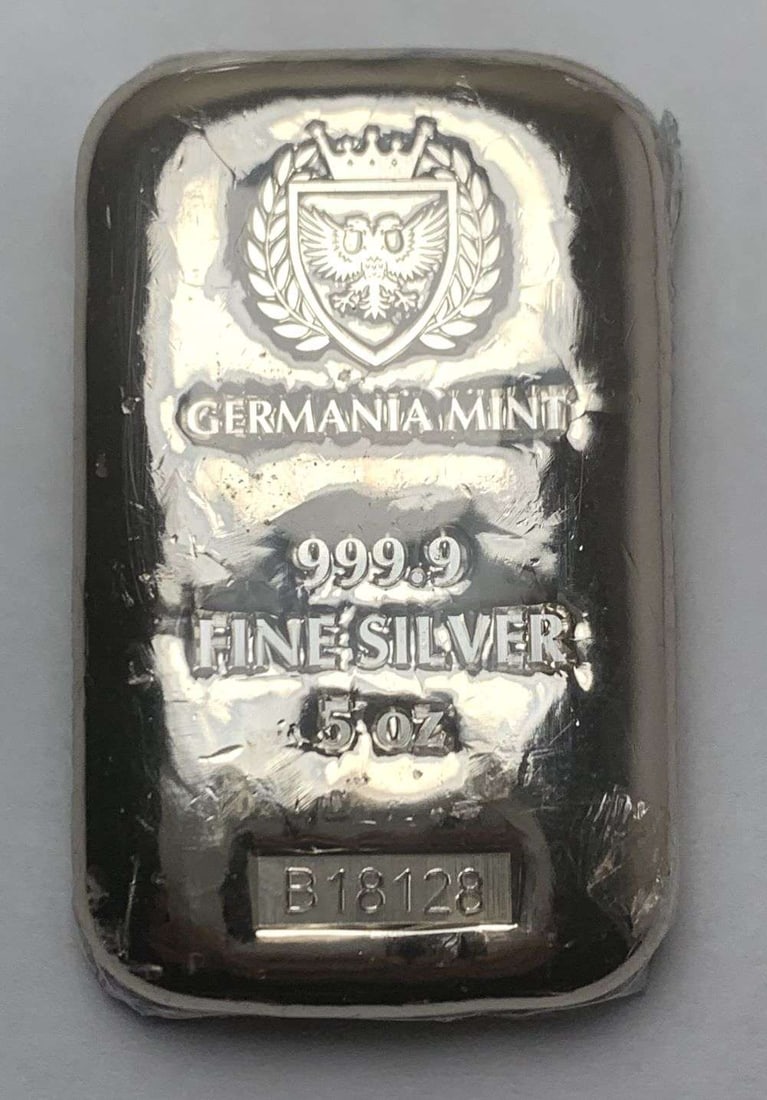 GERMANIA MINT
999.9
FINE SILVER
5 oz
B18128